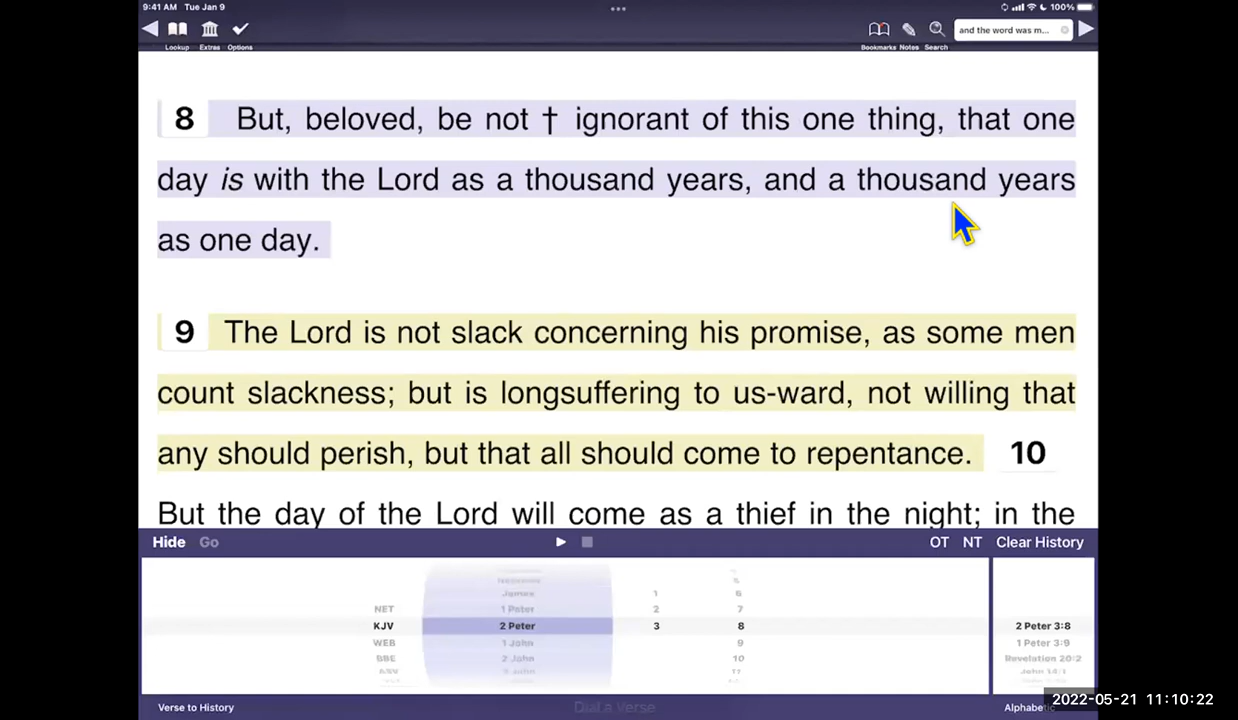 9:41 AM Tue Jan 9
100%
Lookup Extras Options
Bookmarks Notes Search
and the word was m...
8 But, beloved, be not † ignorant of this one thing, that one
day is with the Lord as a thousand years, and a thousand years
as one day.
9 The Lord is not slack concerning his promise, as some men
count slackness; but is longsuffering to us-ward, not willing that
any should perish, but that all should come to repentance. 10
But the day of the Lord will come as a thief in the night; in the
Hide Go OT NT Clear History
James 1 6
NET 1 Peter 2 7
KJV 2 Peter 3 8 2 Peter 3:8
WEB 1 John 9 1 Peter 3:9
BBE 2 John 10 Revelation 20:2
Verse to History Dial a Verse
2022-05-21 11:10:22